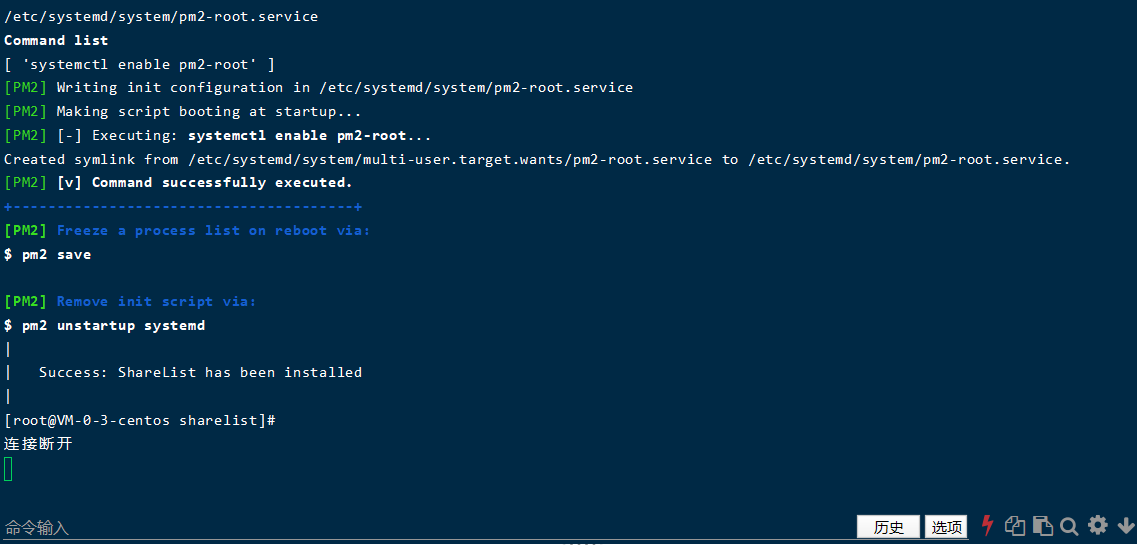 /etc/systemd/system/pm2-root.service
Command list
[ 'systemctl enable pm2-root' ]
[PM2] Writing init configuration in /etc/systemd/system/pm2-root.service
[PM2] Making script booting at startup...
[PM2] [-] Executing: systemctl enable pm2-root...
Created symlink from /etc/systemd/system/multi-user.target.wants/pm2-root.service to /etc/systemd/system/pm2-root.service.
[PM2] [v] Command successfully executed.
+---------------------------------------+
[PM2] Freeze a process list on reboot via:
$ pm2 save
[PM2] Remove init script via:
$ pm2 unstartup systemd
|
|   Success: ShareList has been installed
|
[root@VM-0-3-centos sharelist]#
连接断开
命令输入 历史 选项